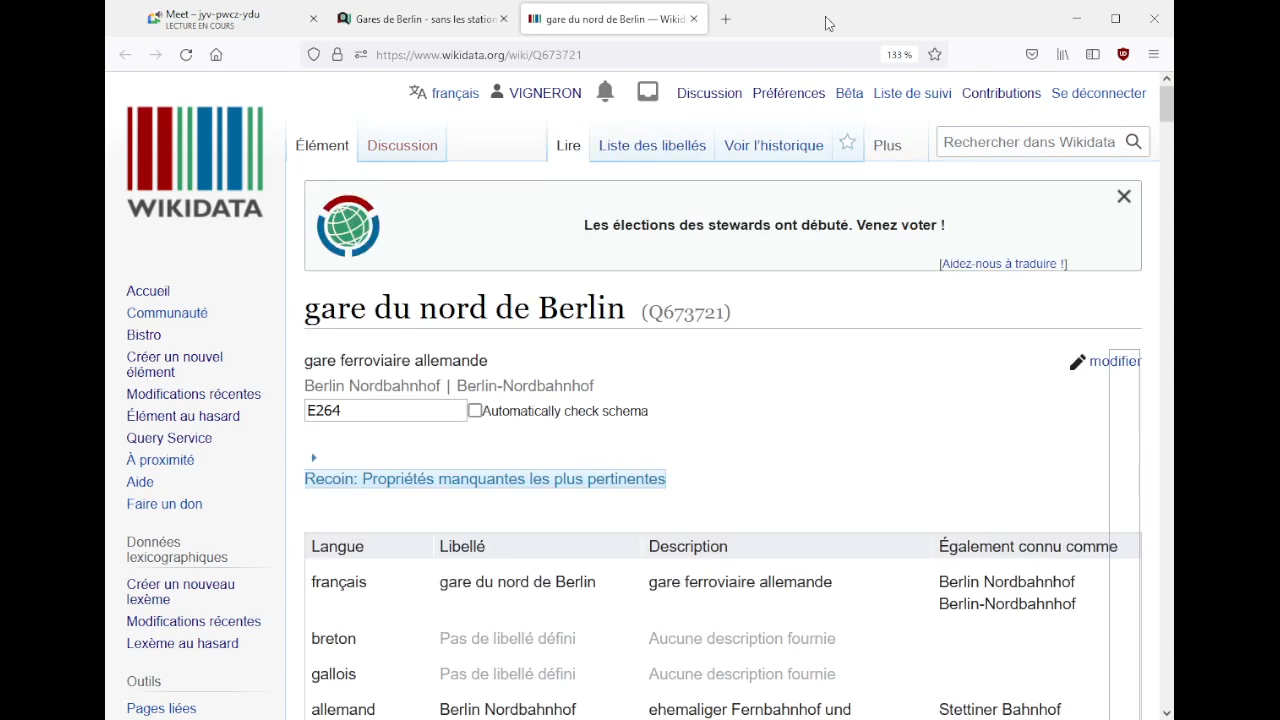 Meet – jyv-pwcz-ydu
LECTURE EN COURS
Gares de Berlin - sans les station
gare du nord de Berlin — Wikid
https://www.wikidata.org/wiki/Q673721
133 %
français VIGNERON Discussion Préférences Bêta Liste de suivi Contributions Se déconnecter
WIKIDATA
Élément Discussion Lire Liste des libellés Voir l'historique Plus Rechercher dans Wikidata
Les élections des stewards ont débuté. Venez voter !
[Aidez-nous à traduire !]
Accueil
Communauté
Bistro
Créer un nouvel
élément
Modifications récentes
Élément au hasard
Query Service
À proximité
Aide
Faire un don
Données
lexicographiques
Créer un nouveau
lexème
Modifications récentes
Lexème au hasard
Outils
Pages liées
gare du nord de Berlin (Q673721)
gare ferroviaire allemande
modifier
Berlin Nordbahnhof | Berlin-Nordbahnhof
E264 Automatically check schema
Recoin: Propriétés manquantes les plus pertinentes
Langue Libellé Description Également connu comme
français gare du nord de Berlin gare ferroviaire allemande Berlin Nordbahnhof
Berlin-Nordbahnhof
breton Pas de libellé défini Aucune description fournie
gallois Pas de libellé défini Aucune description fournie
allemand Berlin Nordbahnhof ehemaliger Fernbahnhof und Stettiner Bahnhof